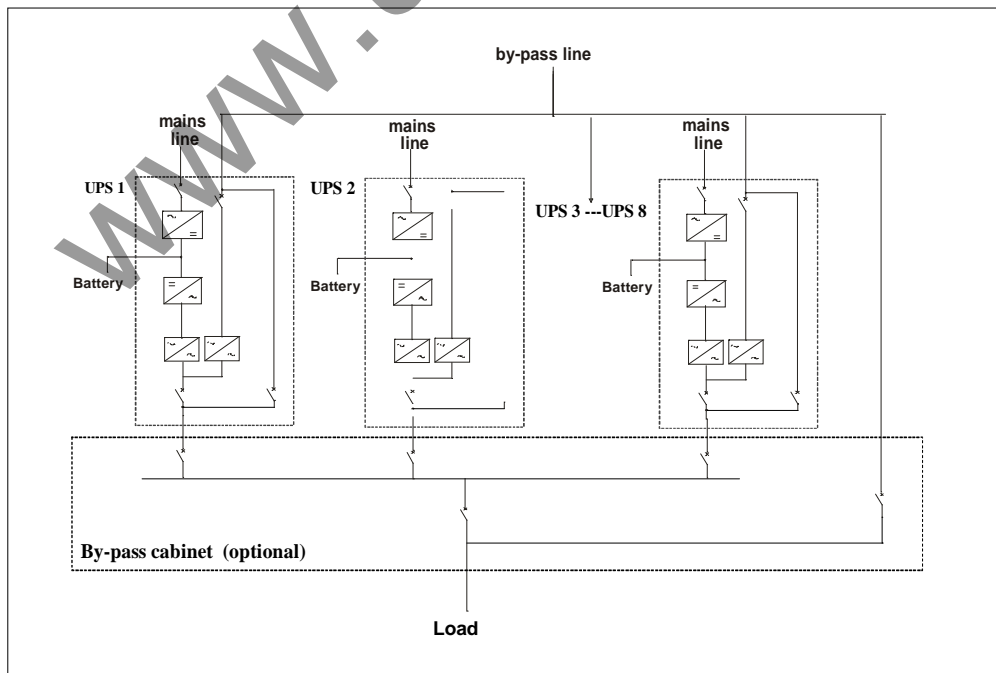 www.
by-pass line
mains
line
mains
line
mains
line
UPS 1
UPS 2
UPS 3 ---UPS 8
Battery
Battery
Battery
By-pass cabinet (optional)
Load